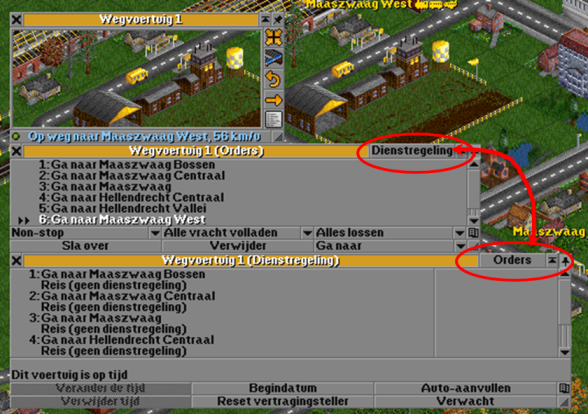 Maaszwaag West
Wegvoertuig 1
Op weg naar Maaszwaag West, 56 km/u
Wegvoertuig 1 (Orders)
Dienstregeling
1:Ga naar Maaszwaag Bossen
2:Ga naar Maaszwaag Centraal
3:Ga naar Maaszwaag
4:Ga naar Hellendrecht Centraal
5:Ga naar Hellendrecht Vallei
6:Ga naar Maaszwaag West
Non-stop
Alle vracht volladen
Alles lossen
Sla over
Verwijder
Ga naar
Maaszwaag
Wegvoertuig 1 (Dienstregeling)
Orders
1:Ga naar Maaszwaag Bossen
Reis (geen dienstregeling)
2:Ga naar Maaszwaag Centraal
Reis (geen dienstregeling)
3:Ga naar Maaszwaag
Reis (geen dienstregeling)
4:Ga naar Hellendrecht Centraal
Reis (geen dienstregeling)
Dit voertuig is op tijd
Verander de tijd
Begindatum
Auto-aanvullen
Verwijder tijd
Reset vertragingsteller
Verwacht